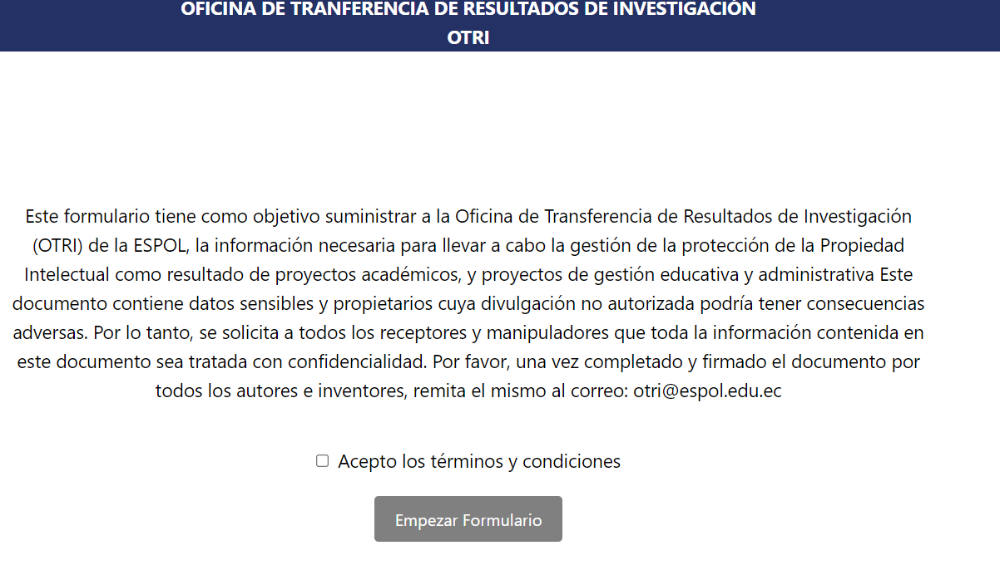 OFICINA DE TRANFERENCIA DE RESULTADOS DE INVESTIGACIÓN
OTRI
Este formulario tiene como objetivo suministrar a la Oficina de Transferencia de Resultados de Investigación
(OTRI) de la ESPOL, la información necesaria para llevar a cabo la gestión de la protección de la Propiedad
Intelectual como resultado de proyectos académicos, y proyectos de gestión educativa y administrativa Este
documento contiene datos sensibles y propietarios cuya divulgación no autorizada podría tener consecuencias
adversas. Por lo tanto, se solicita a todos los receptores y manipuladores que toda la información contenida en
este documento sea tratada con confidencialidad. Por favor, una vez completado y firmado el documento por
todos los autores e inventores, remita el mismo al correo: otri@espol.edu.ec
Acepto los términos y condiciones
Empezar Formulario